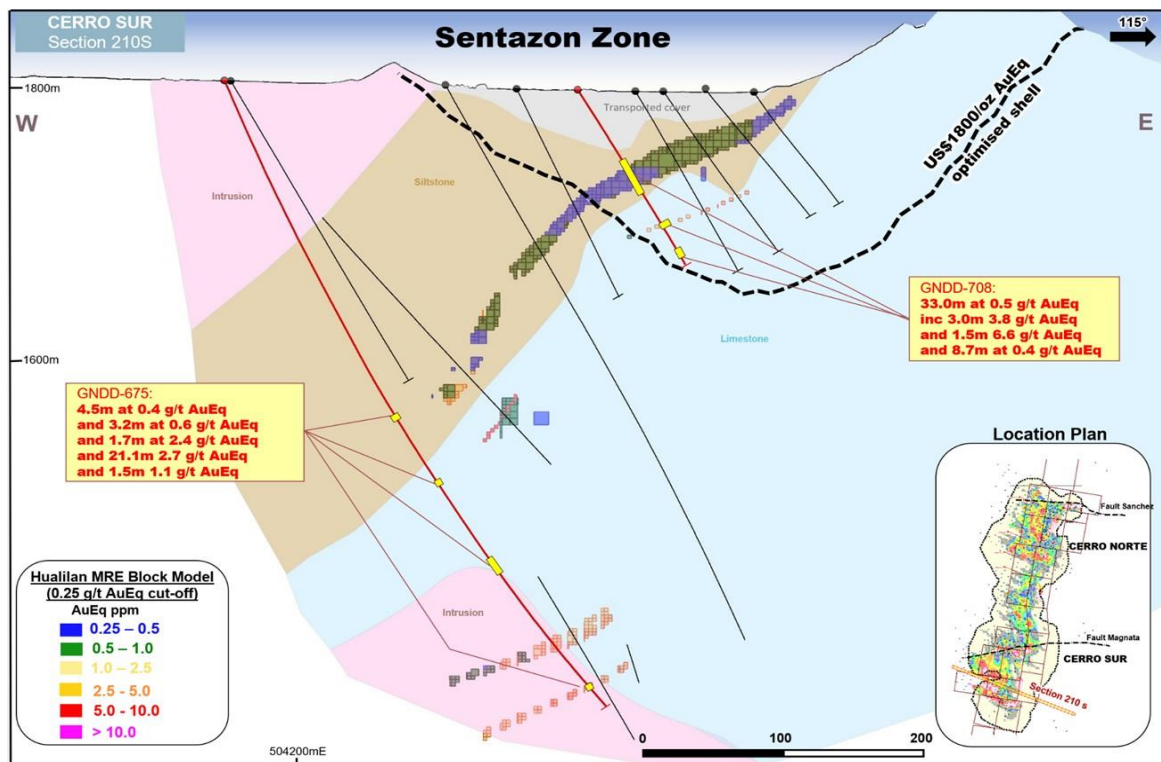 CERRO SUR
Section 210S
Sentazon Zone
115°
1800m
W
E
Transported cover
US$1800/oz AuEq
optimised shell
Siltstone
Intrusion
GNDD-708:
33.0m at 0.5 g/t AuEq
inc 3.0m 3.8 g/t AuEq
and 1.5m 6.6 g/t AuEq
and 8.7m at 0.4 g/t AuEq
Limestone
1600m
GNDD-675:
4.5m at 0.4 g/t AuEq
and 3.2m at 0.6 g/t AuEq
and 1.7m at 2.4 g/t AuEq
and 21.1m 2.7 g/t AuEq
and 1.5m 1.1 g/t AuEq
Location Plan
Fault Sanchez
CERRO NORTE
Fault Magnata
CERRO SUR
Section 210 s
Hualilan MRE Block Model
(0.25 g/t AuEq cut-off)
AuEq ppm
0.25 – 0.5
0.5 – 1.0
1.0 – 2.5
2.5 - 5.0
5.0 - 10.0
> 10.0
Intrusion
504200mE
0 100 200